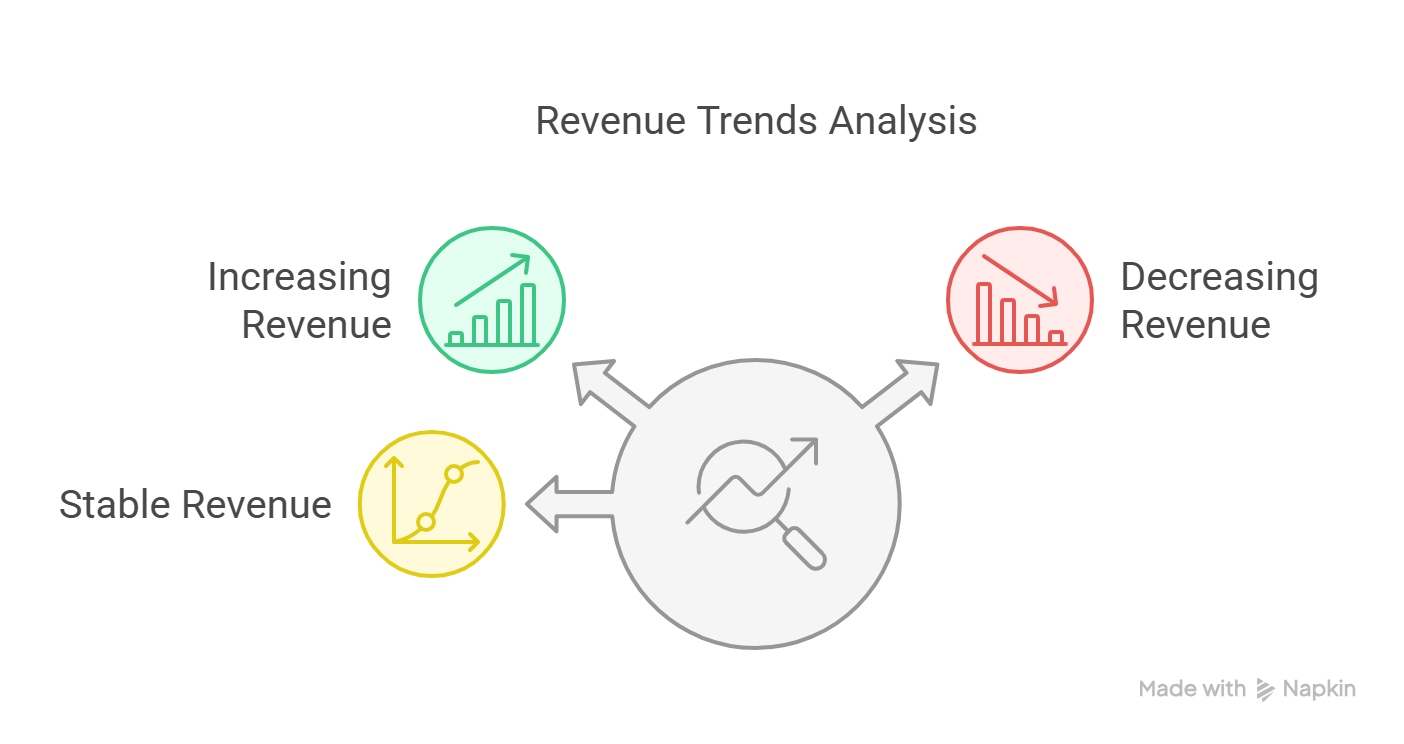 Revenue Trends Analysis
Increasing
Revenue
Decreasing
Revenue
Stable Revenue
Made with Napkin